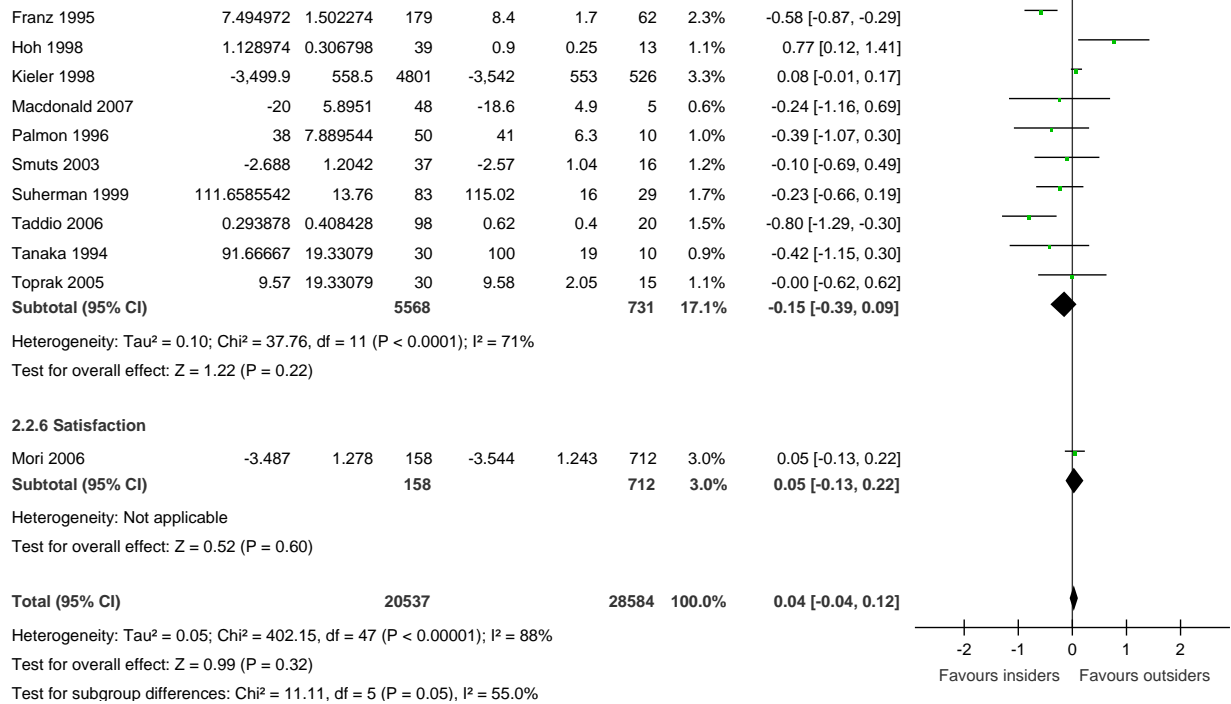 Franz 1995 7.494972 1.502274 179 8.4 1.7 62 2.3% -0.58 [-0.87, -0.29]
Hoh 1998 1.128974 0.306798 39 0.9 0.25 13 1.1% 0.77 [0.12, 1.41]
Kieler 1998 -3,499.9 558.5 4801 -3,542 553 526 3.3% 0.08 [-0.01, 0.17]
Macdonald 2007 -20 5.8951 48 -18.6 4.9 5 0.6% -0.24 [-1.16, 0.69]
Palmon 1996 38 7.889544 50 41 6.3 10 1.0% -0.39 [-1.07, 0.30]
Smuts 2003 -2.688 1.2042 37 -2.57 1.04 16 1.2% -0.10 [-0.69, 0.49]
Suherman 1999 111.6585542 13.76 83 115.02 16 29 1.7% -0.23 [-0.66, 0.19]
Taddio 2006 0.293878 0.408428 98 0.62 0.4 20 1.5% -0.80 [-1.29, -0.30]
Tanaka 1994 91.66667 19.33079 30 100 19 10 0.9% -0.42 [-1.15, 0.30]
Toprak 2005 9.57 19.33079 30 9.58 2.05 15 1.1% -0.00 [-0.62, 0.62]
Subtotal (95% CI) 5568 731 17.1% -0.15 [-0.39, 0.09]
Heterogeneity: Tau² = 0.10; Chi² = 37.76, df = 11 (P < 0.0001); I² = 71%
Test for overall effect: Z = 1.22 (P = 0.22)
2.2.6 Satisfaction
Mori 2006 -3.487 1.278 158 -3.544 1.243 712 3.0% 0.05 [-0.13, 0.22]
Subtotal (95% CI) 158 712 3.0% 0.05 [-0.13, 0.22]
Heterogeneity: Not applicable
Test for overall effect: Z = 0.52 (P = 0.60)
Total (95% CI) 20537 28584 100.0% 0.04 [-0.04, 0.12]
Heterogeneity: Tau² = 0.05; Chi² = 402.15, df = 47 (P < 0.00001); I² = 88%
Test for overall effect: Z = 0.99 (P = 0.32)
Test for subgroup differences: Chi² = 11.11, df = 5 (P = 0.05), I² = 55.0%
-2 -1 0 1 2
Favours insiders Favours outsiders